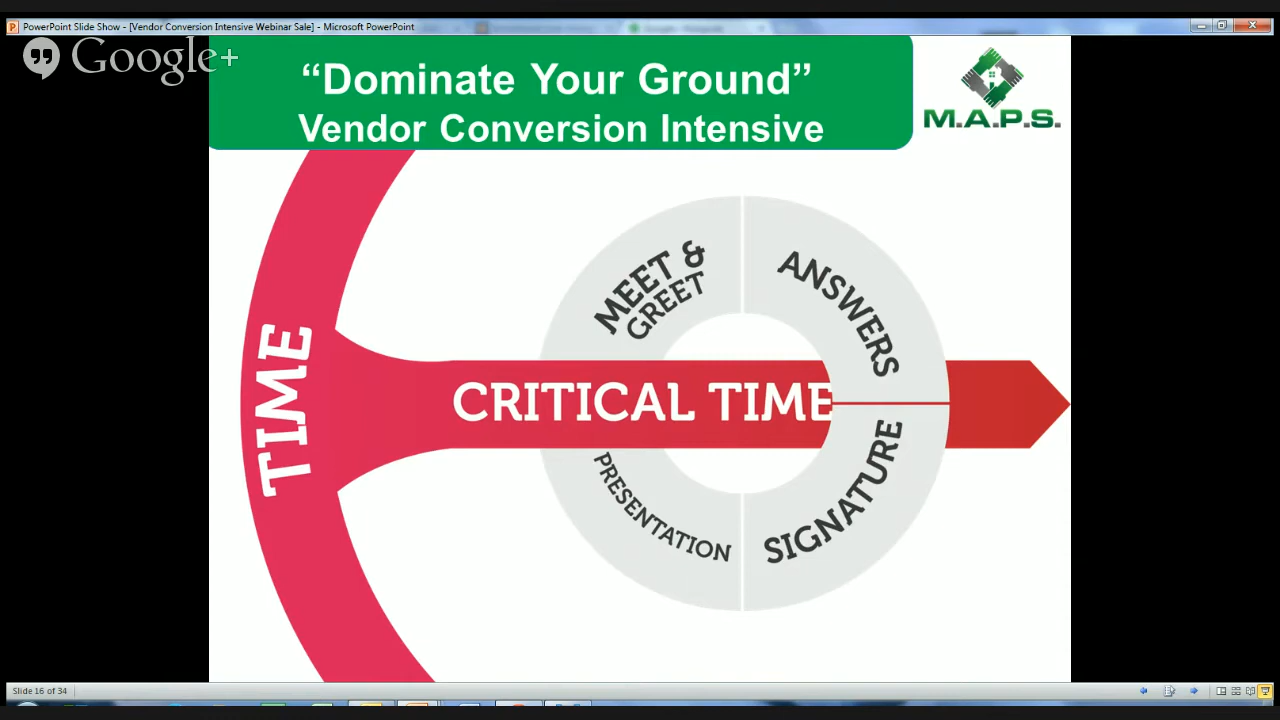 PowerPoint Slide Show - [Vendor Conversion Intensive Webinar Sale] - Microsoft PowerPoint
Google+
“Dominate Your Ground”
Vendor Conversion Intensive
M.A.P.S.
TIME
CRITICAL TIME
MEET &
GREET
ANSWERS
PRESENTATION
SIGNATURE
Slide 16 of 34